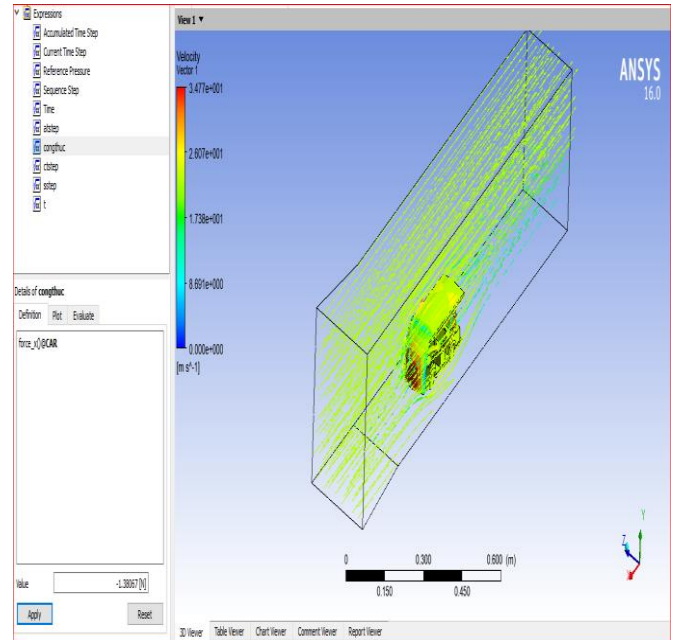 Expressions
Accumulated Time Step
Current Time Step
Reference Pressure
Sequence Step
Time
atstep
congthuc
ctstep
sstep
t
Details of congthuc
Definition Plot Evaluate
force_x()@CAR
Value -1.38067 [N]
Apply Reset
View 1
Velocity
Vector 1
3.477e+001
2.607e+001
1.738e+001
8.691e+000
0.000e+000
[m s^-1]
ANSYS
16.0
Y
Z
0 0.300 0.600 (m)
0.150 0.450
3D Viewer Table Viewer Chart Viewer Comment Viewer Report Viewer